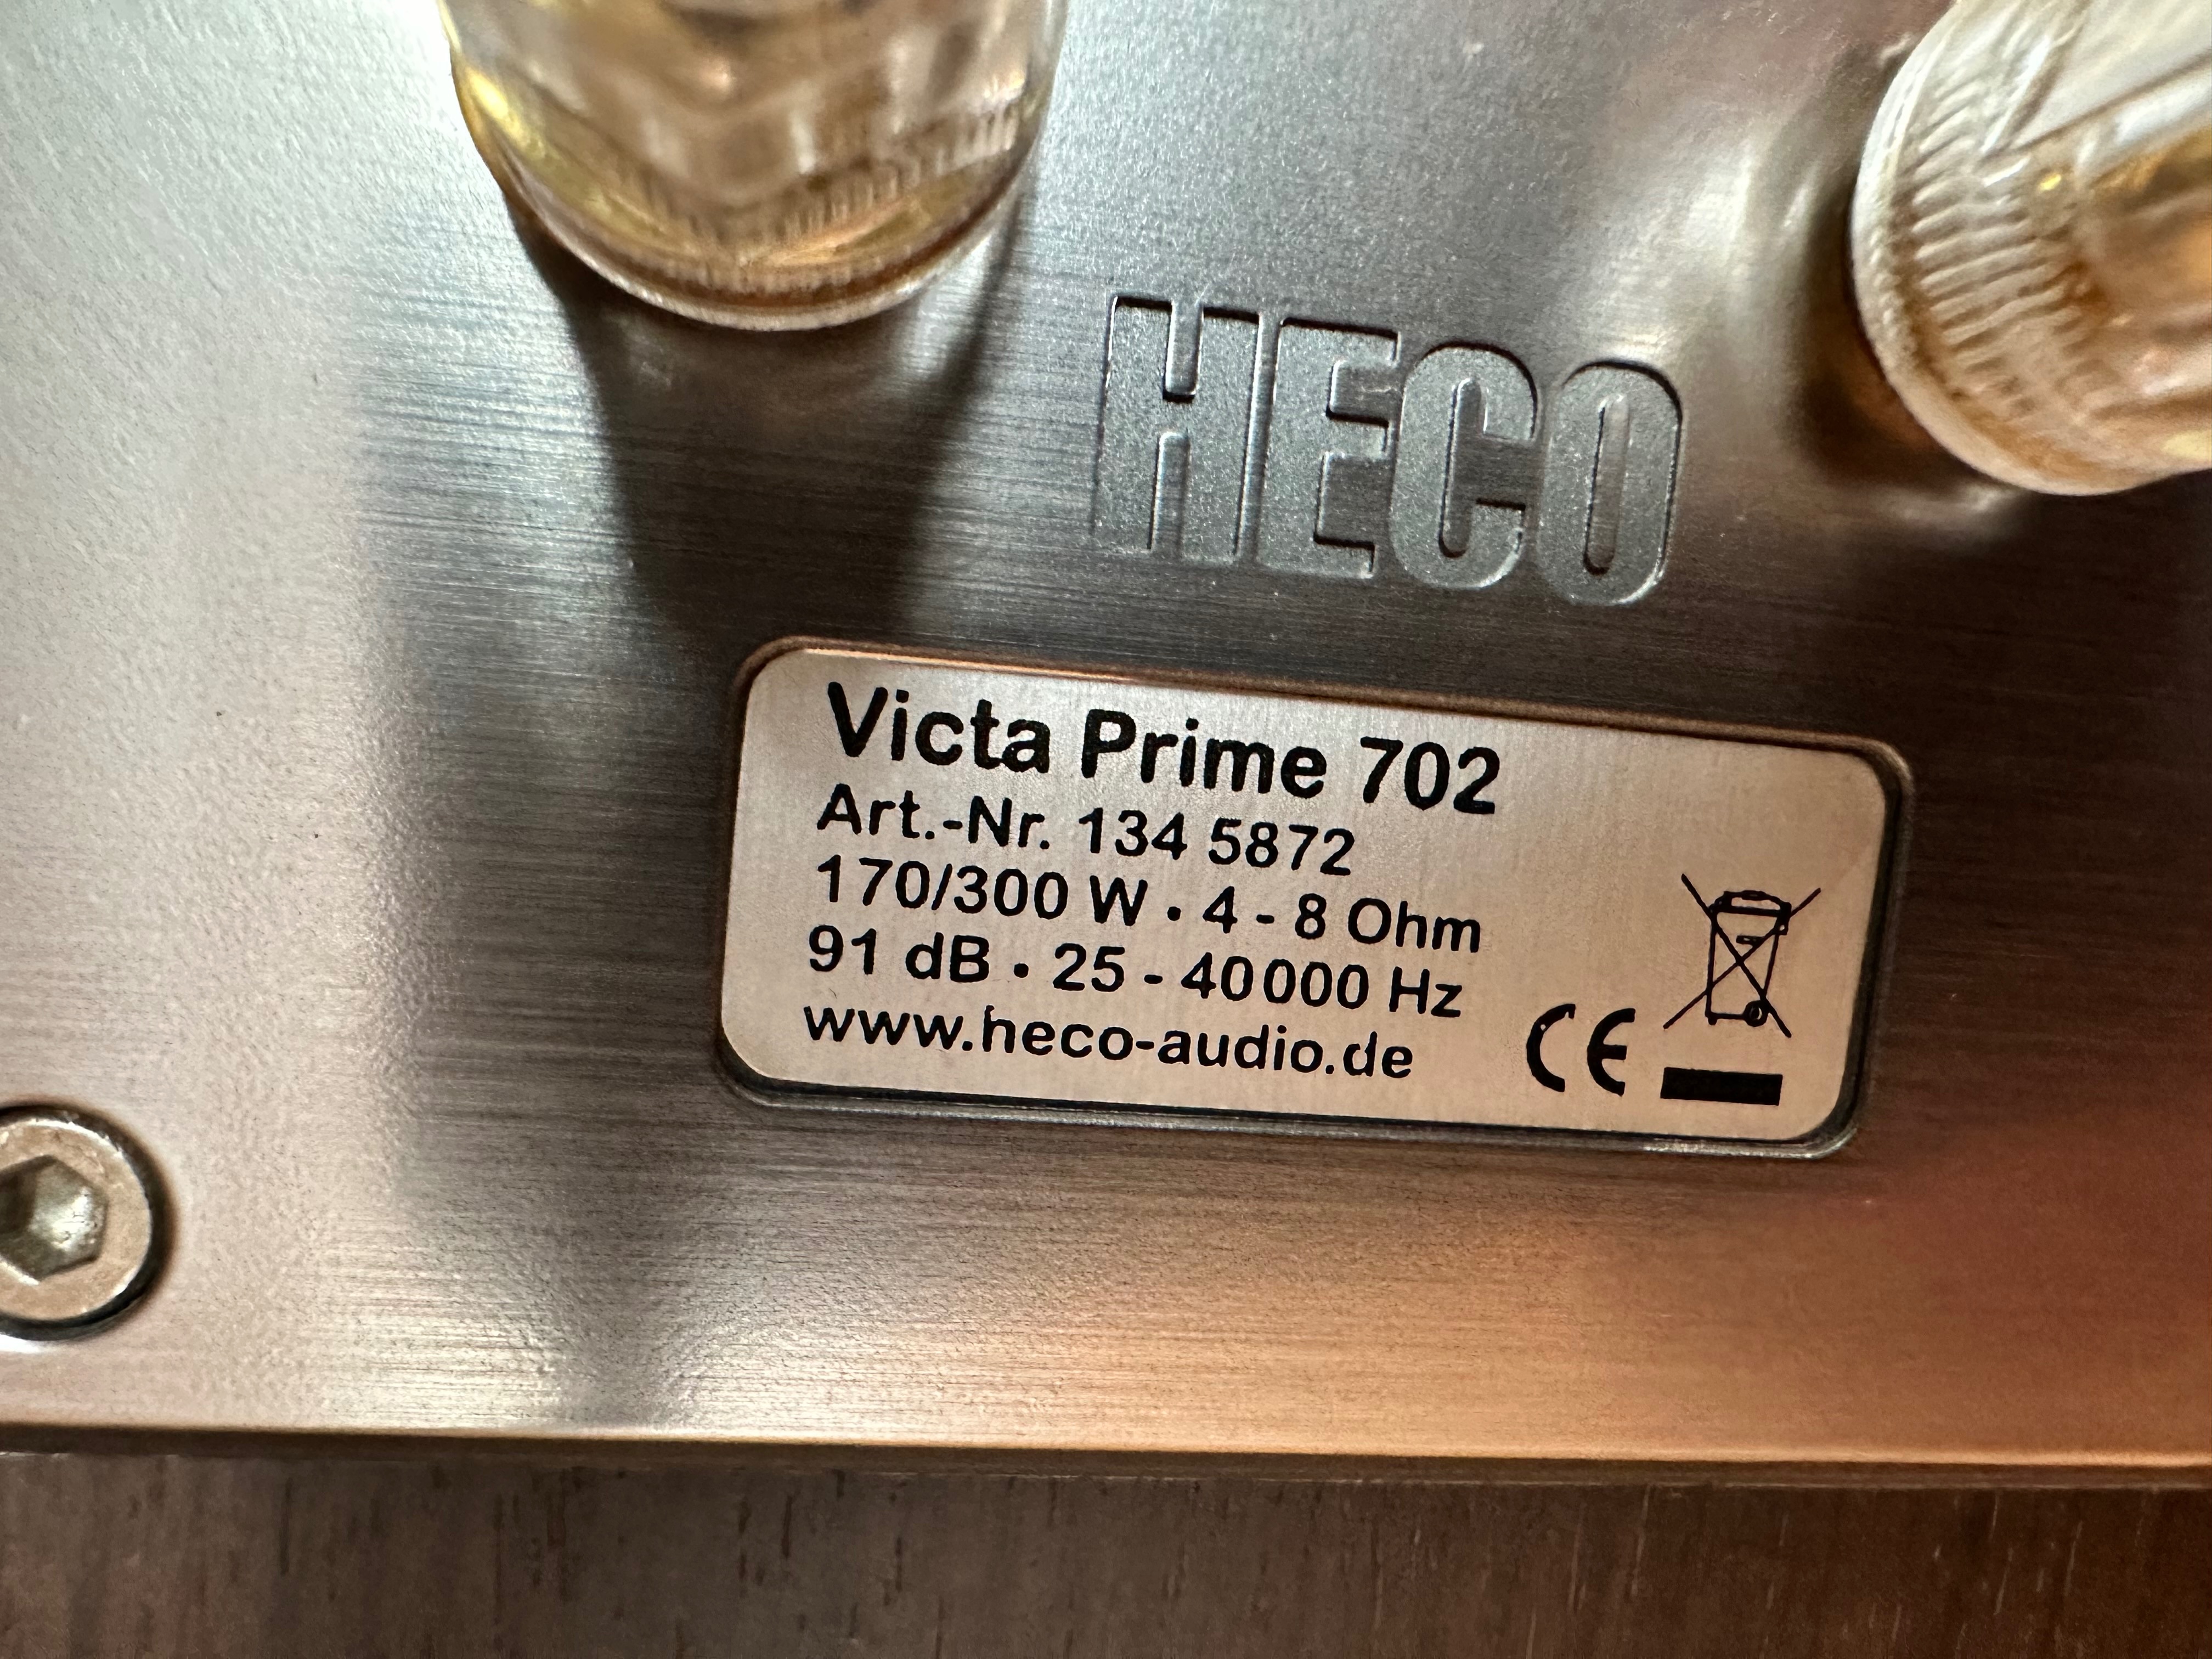 HECO
Victa Prime 702
Art.-Nr. 134 5872
170/300 W • 4 - 8 Ohm
91 dB • 25 - 40000 Hz
www.heco-audio.de
CE